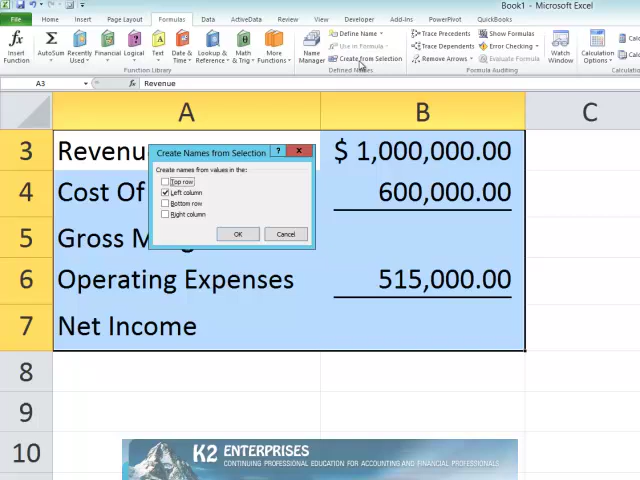 Book1 - Microsoft Excel
File Home Insert Page Layout Formulas Data ActiveData Review View Developer Add-Ins PowerPivot QuickBooks
Insert Function
AutoSum
Recently Used
Financial
Logical
Text
Date & Time
Lookup & Reference
Math & Trig
More Functions
Function Library
Name Manager
Define Name
Use in Formula
Create from Selection
Defined Names
Trace Precedents
Trace Dependents
Remove Arrows
Show Formulas
Error Checking
Evaluate Formula
Formula Auditing
Watch Window
Calculation Options
Calculatio
A3 fx Revenue
A B C
3 Revenu $ 1,000,000.00
4 Cost Of 600,000.00
5 Gross M
6 Operating Expenses 515,000.00
7 Net Income
8
9
10
Create Names from Selection ?
Create names from values in the:
Top row
Left column
Bottom row
Right column
OK Cancel
K2 ENTERPRISES
CONTINUING PROFESSIONAL EDUCATION FOR ACCOUNTING AND FINANCIAL PROFESSIONALS